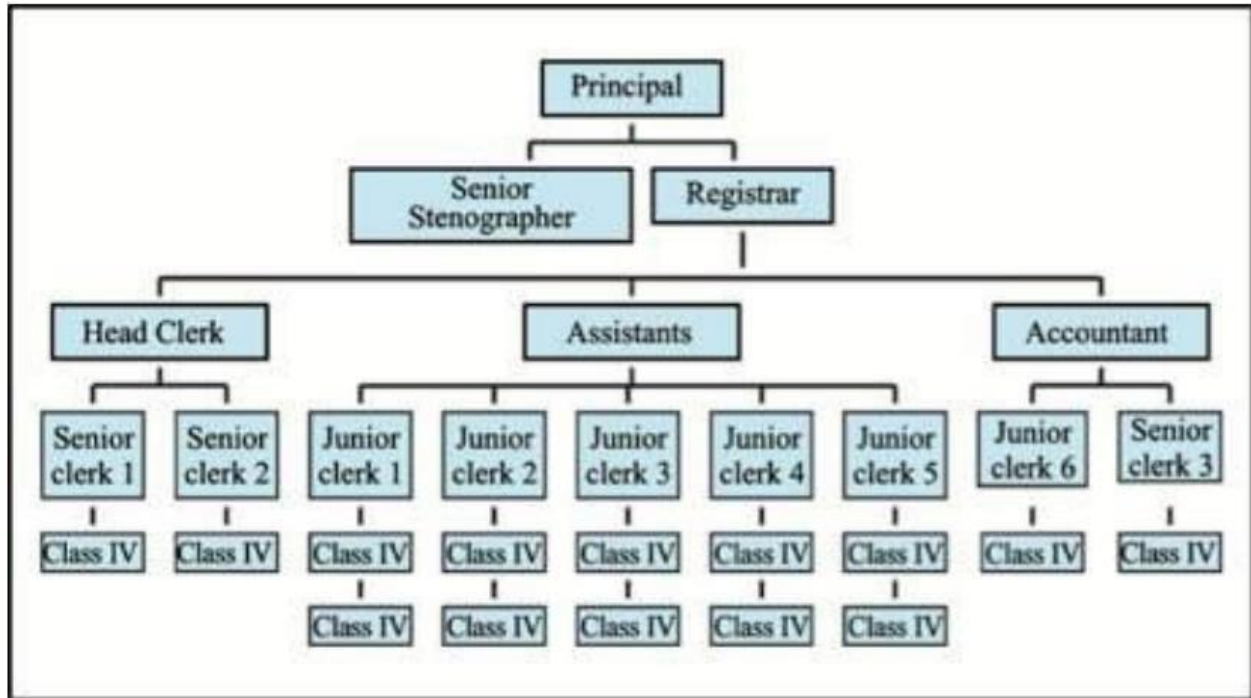 Principal
Senior
Stenographer
Registrar
Head Clerk
Assistants
Accountant
Senior
clerk 1
Senior
clerk 2
Junior
clerk 1
Junior
clerk 2
Junior
clerk 3
Junior
clerk 4
Junior
clerk 5
Junior
clerk 6
Senior
clerk 3
Class IV
Class IV
Class IV
Class IV
Class IV
Class IV
Class IV
Class IV
Class IV
Class IV
Class IV
Class IV
Class IV
Class IV